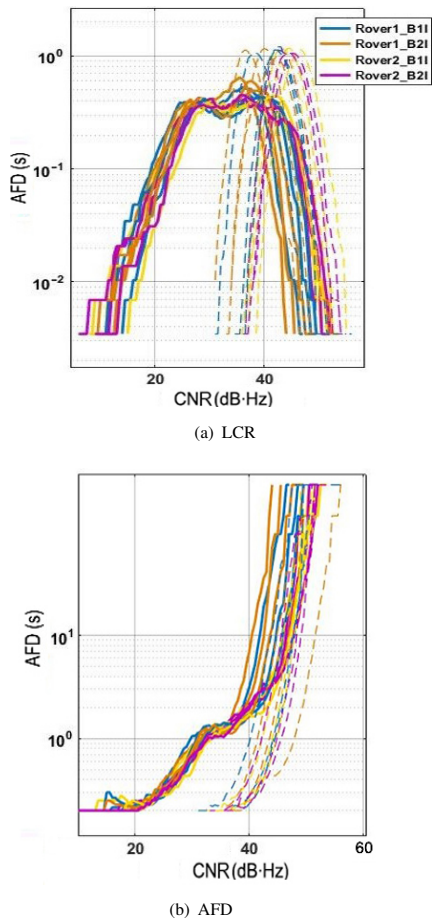 Rover1_B1I
Rover1_B2I
Rover2_B1I
Rover2_B2I
10⁰
10⁻¹
10⁻²
AFD (s)
20 40
CNR(dB·Hz)
(a) LCR
10¹
10⁰
AFD (s)
20 40 60
CNR(dB·Hz)
(b) AFD